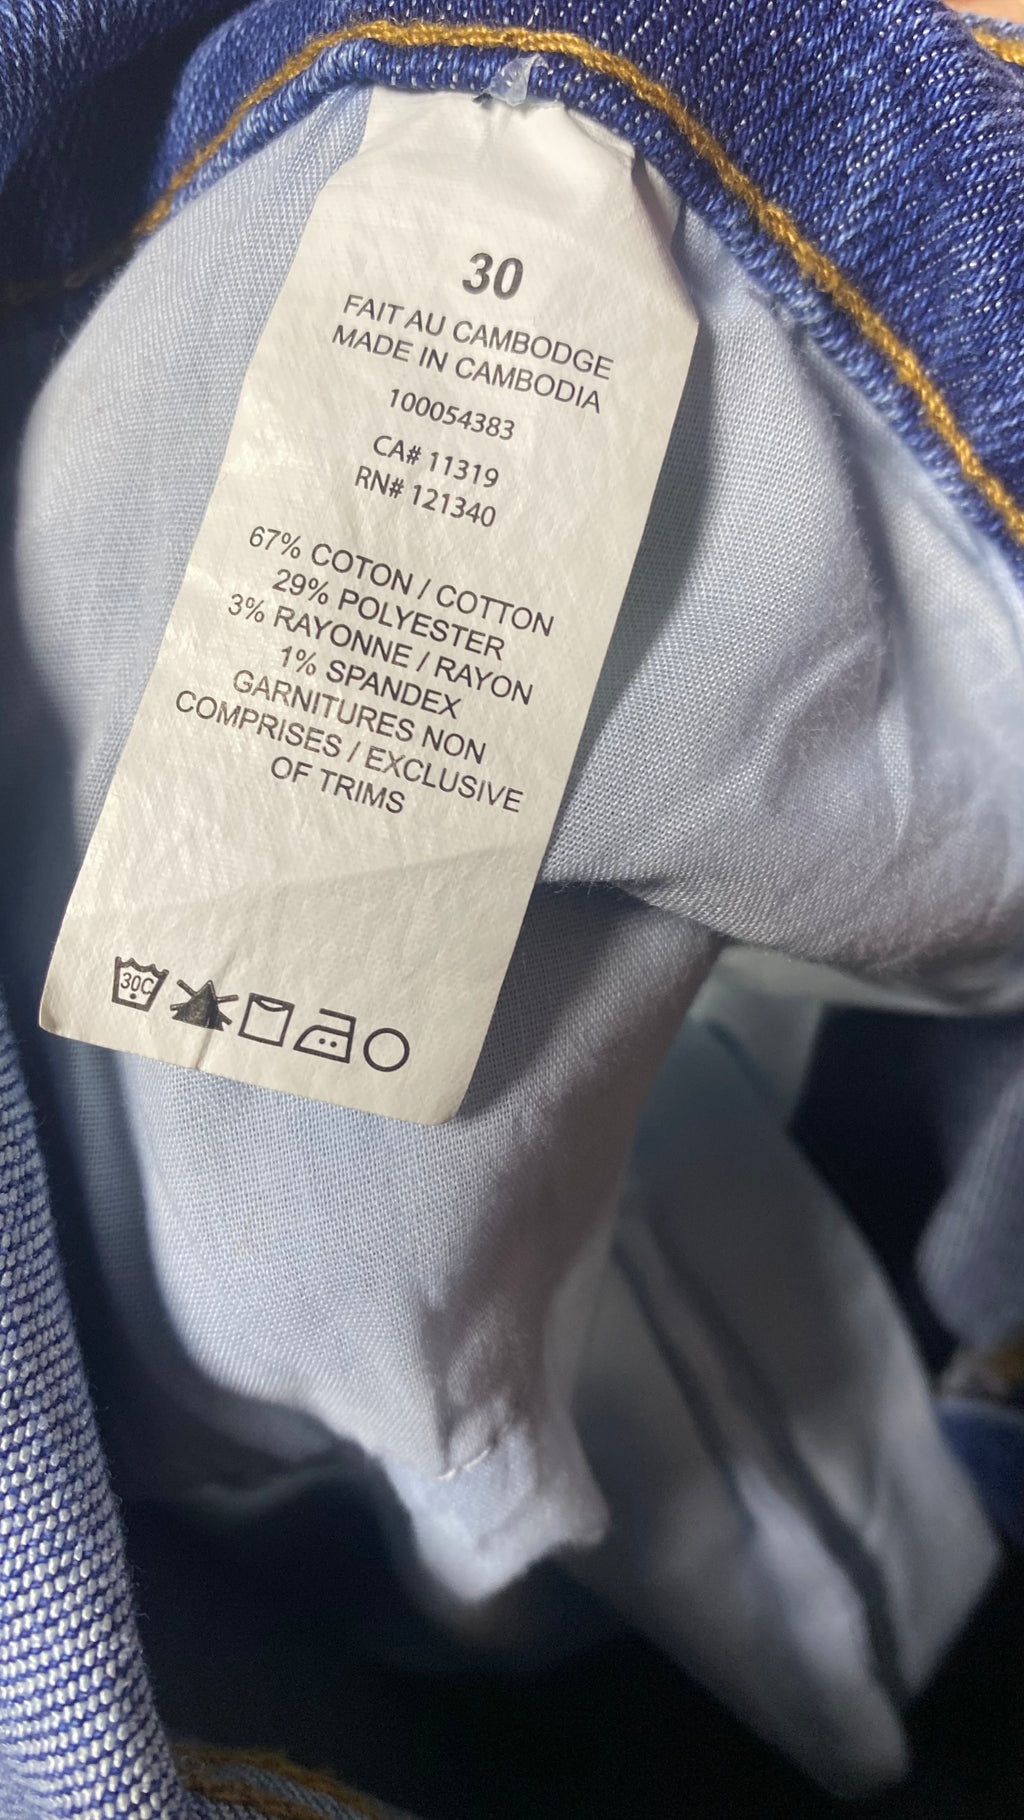 30
FAIT AU CAMBODGE
MADE IN CAMBODIA
100054383
CA# 11319
RN# 121340
67% COTON / COTTON
29% POLYESTER
3% RAYONNE / RAYON
1% SPANDEX
GARNITURES NON
COMPRISES / EXCLUSIVE
OF TRIMS
30C